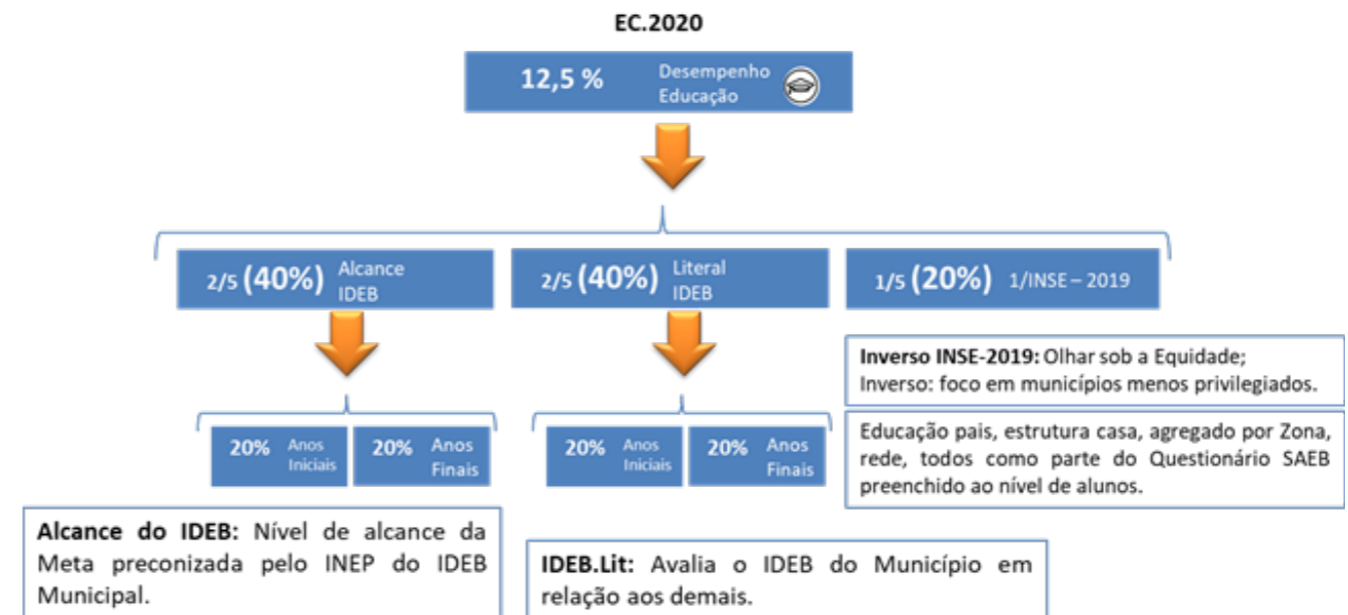 EC.2020
12,5 % Desempenho
Educação
2/5 (40%) Alcance
IDEB
2/5 (40%) Literal
IDEB
1/5 (20%) 1/INSE – 2019
Inverso INSE-2019: Olhar sob a Equidade;
Inverso: foco em municípios menos privilegiados.
20% Anos
Iniciais
20% Anos
Finais
20% Anos
Iniciais
20% Anos
Finais
Educação pais, estrutura casa, agregado por Zona,
rede, todos como parte do Questionário SAEB
preenchido ao nível de alunos.
Alcance do IDEB: Nível de alcance da
Meta preconizada pelo INEP do IDEB
Municipal.
IDEB.Lit: Avalia o IDEB do Município em
relação aos demais.